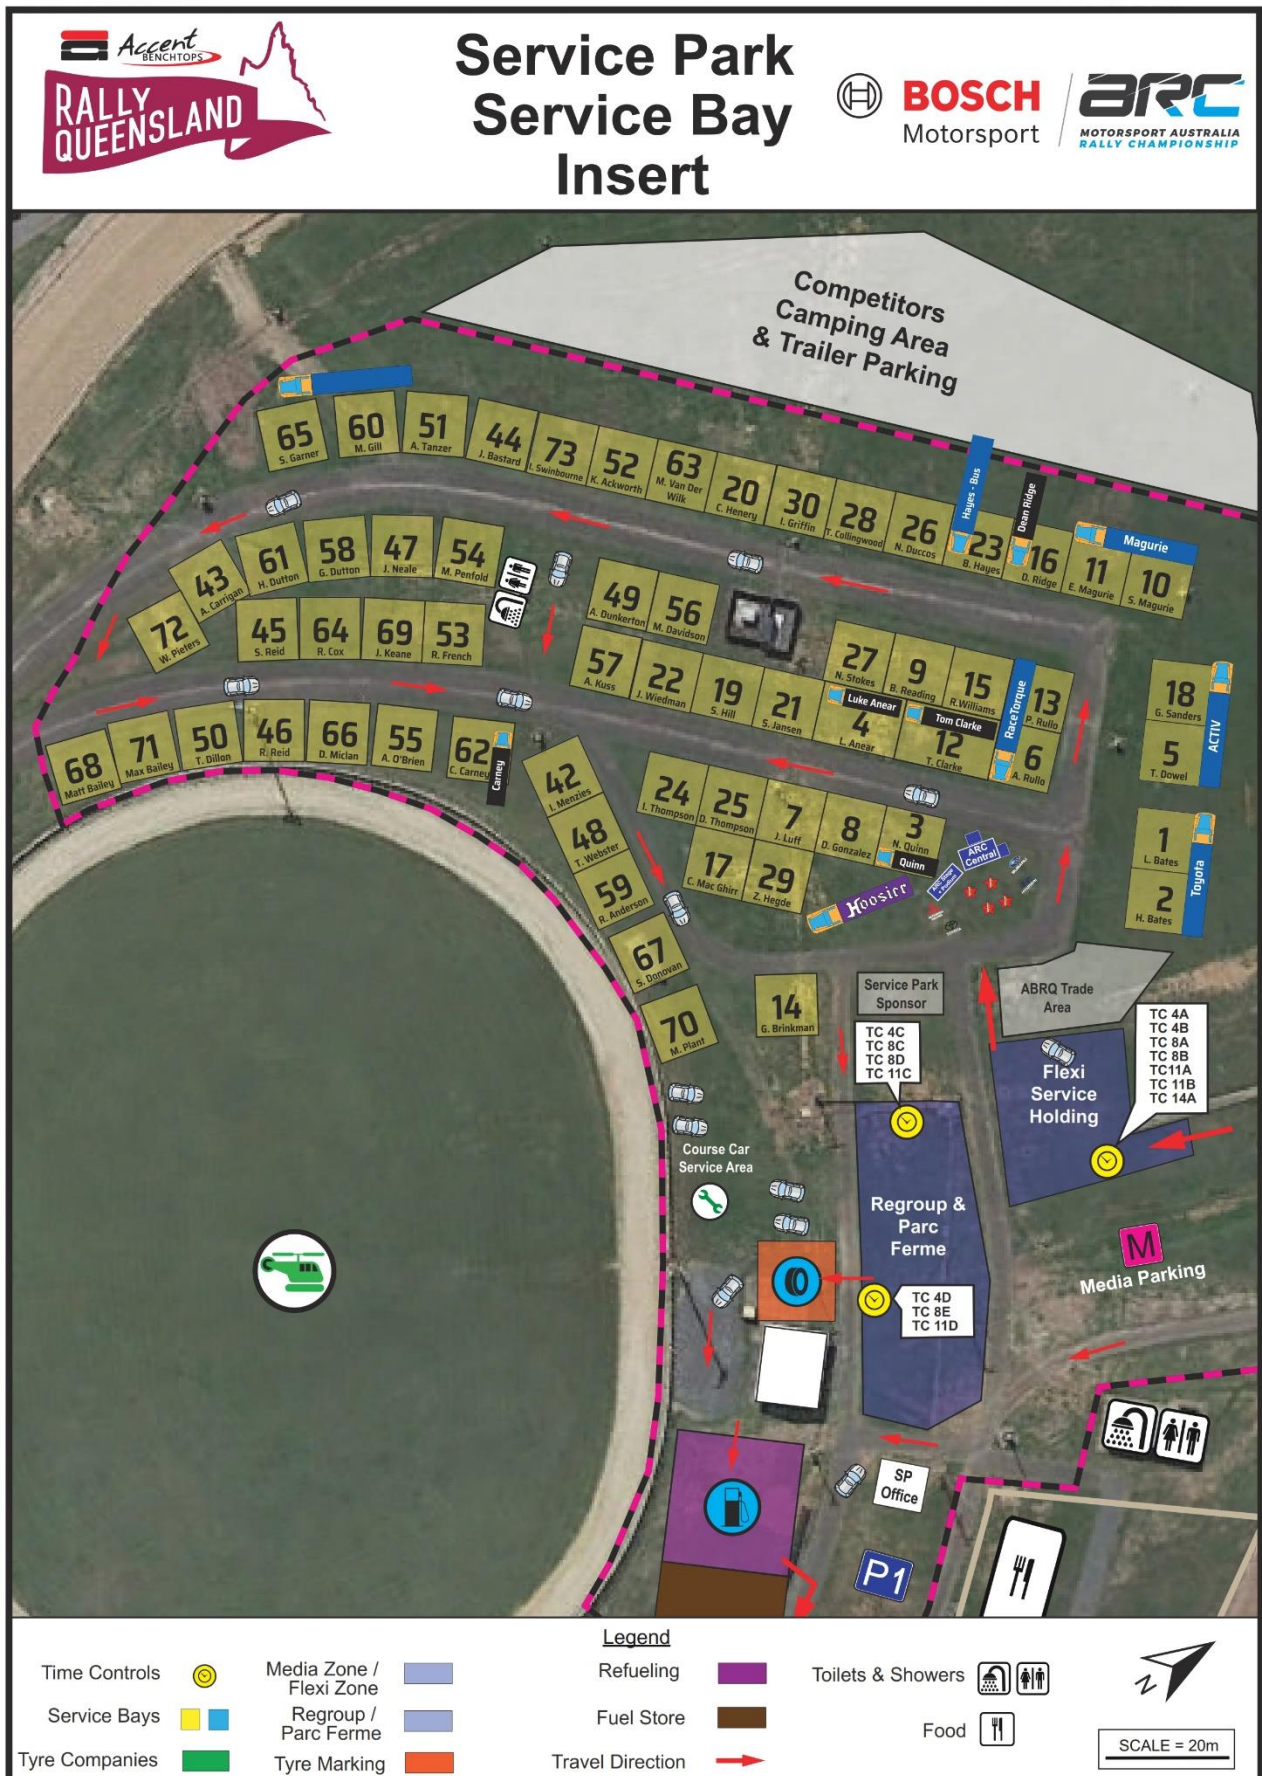 Accent
BENCHTOPS
RALLY
QUEENSLAND
Service Park
Service Bay
Insert
BOSCH
Motorsport
ARC
MOTORSPORT AUSTRALIA
RALLY CHAMPIONSHIP
Competitors
Camping Area
& Trailer Parking
65
S. Garner
60
M. Gill
51
A. Tanzer
44
J. Bastard
73
I. Swinbourne
52
K. Ackworth
63
M. Van Der
Wilk
20
C. Henery
30
I. Griffin
28
T. Collingwood
26
N. Duccos
Hayes - Bus
23
B. Hayes
Dean Ridge
16
D. Ridge
Magurie
11
E. Magurie
10
S. Magurie
72
W. Pieters
43
A. Carrigan
61
H. Dutton
58
G. Dutton
47
J. Neale
54
M. Penfold
45
S. Reid
64
R. Cox
69
J. Keane
53
R. French
49
A. Dunkerton
56
M. Davidson
57
A. Kuss
22
J. Wiedman
19
S. Hill
21
S. Jansen
27
N. Stokes
9
B. Reading
15
R.Williams
RaceTorque
13
P. Rullo
Luke Anear
4
L. Anear
Tom Clarke
12
T. Clarke
6
A. Rullo
18
G. Sanders
5
T. Dowel
ACTIV
1
L. Bates
2
H. Bates
Toyota
68
Matt Bailey
71
Max Bailey
50
T. Dillon
46
R. Reid
66
D. Miclan
55
A. O'Brien
62
C. Carney
Carney
42
I. Menzies
48
T. Webster
59
R. Anderson
67
S. Donovan
70
M. Plant
24
I. Thompson
25
D. Thompson
7
J. Luff
8
D. Gonzalez
3
N. Quinn
Quinn
17
C. Mac Ghirr
29
Z. Hegde
Hoosier
ARC
Central
ARC Stage
+ Podium
SUBARU
TOYOTA
14
G. Brinkman
Service Park
Sponsor
ABRQ Trade
Area
TC 4C
TC 8C
TC 8D
TC 11C
TC 4A
TC 4B
TC 8A
TC 8B
TC11A
TC 11B
TC 14A
Flexi
Service
Holding
Course Car
Service Area
Regroup &
Parc
Ferme
TC 4D
TC 8E
TC 11D
M
Media Parking
SP
Office
P1
Legend
Time Controls
Service Bays
Tyre Companies
Media Zone /
Flexi Zone
Regroup /
Parc Ferme
Tyre Marking
Refueling
Fuel Store
Travel Direction
Toilets & Showers
Food
N
SCALE = 20m